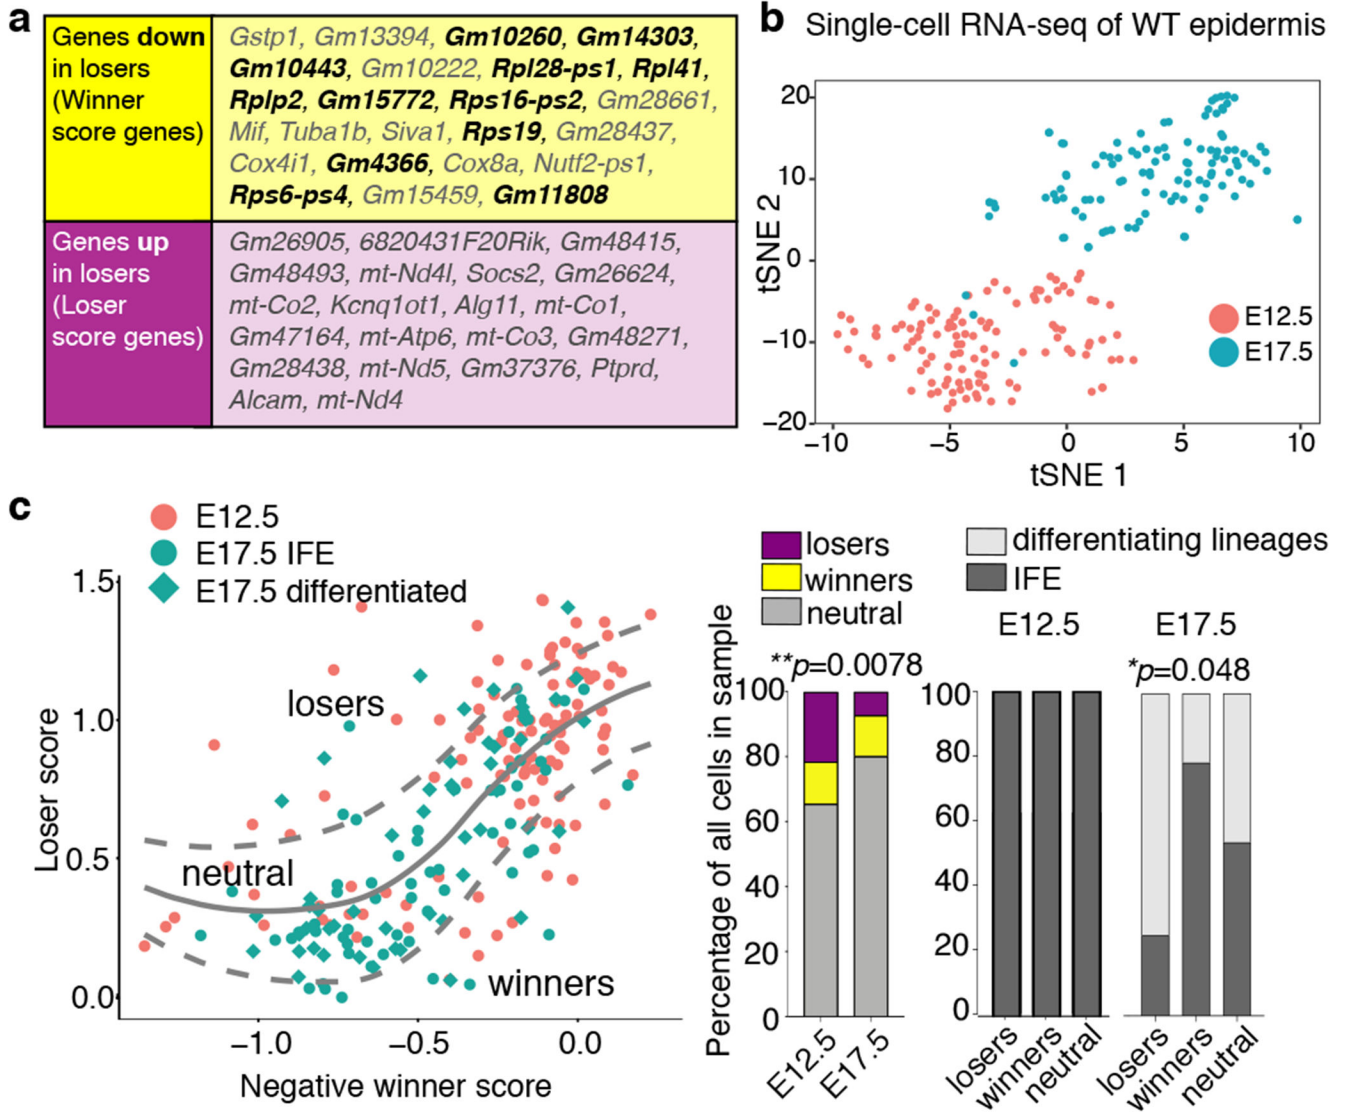 a
Genes down
in losers
(Winner
score genes)
Gstp1, Gm13394, Gm10260, Gm14303,
Gm10443, Gm10222, Rpl28-ps1, Rpl41,
Rplp2, Gm15772, Rps16-ps2, Gm28661,
Mif, Tuba1b, Siva1, Rps19, Gm28437,
Cox4i1, Gm4366, Cox8a, Nutf2-ps1,
Rps6-ps4, Gm15459, Gm11808
Genes up
in losers
(Loser
score genes)
Gm26905, 6820431F20Rik, Gm48415,
Gm48493, mt-Nd4l, Socs2, Gm26624,
mt-Co2, Kcnq1ot1, Alg11, mt-Co1,
Gm47164, mt-Atp6, mt-Co3, Gm48271,
Gm28438, mt-Nd5, Gm37376, Ptprd,
Alcam, mt-Nd4
b
Single-cell RNA-seq of WT epidermis
tSNE 2
20
10
0
−10
−20
−10
−5
0
5
10
tSNE 1
E12.5
E17.5
c
E12.5
E17.5 IFE
E17.5 differentiated
Loser score
1.5
1.0
0.5
0.0
losers
neutral
winners
−1.0
−0.5
0.0
Negative winner score
losers
winners
neutral
differentiating lineages
IFE
Percentage of all cells in sample
**p=0.0078
100
80
60
40
20
0
E12.5
E17.5
E12.5
100
80
60
40
20
0
losers
winners
neutral
E17.5
*p=0.048
losers
winners
neutral